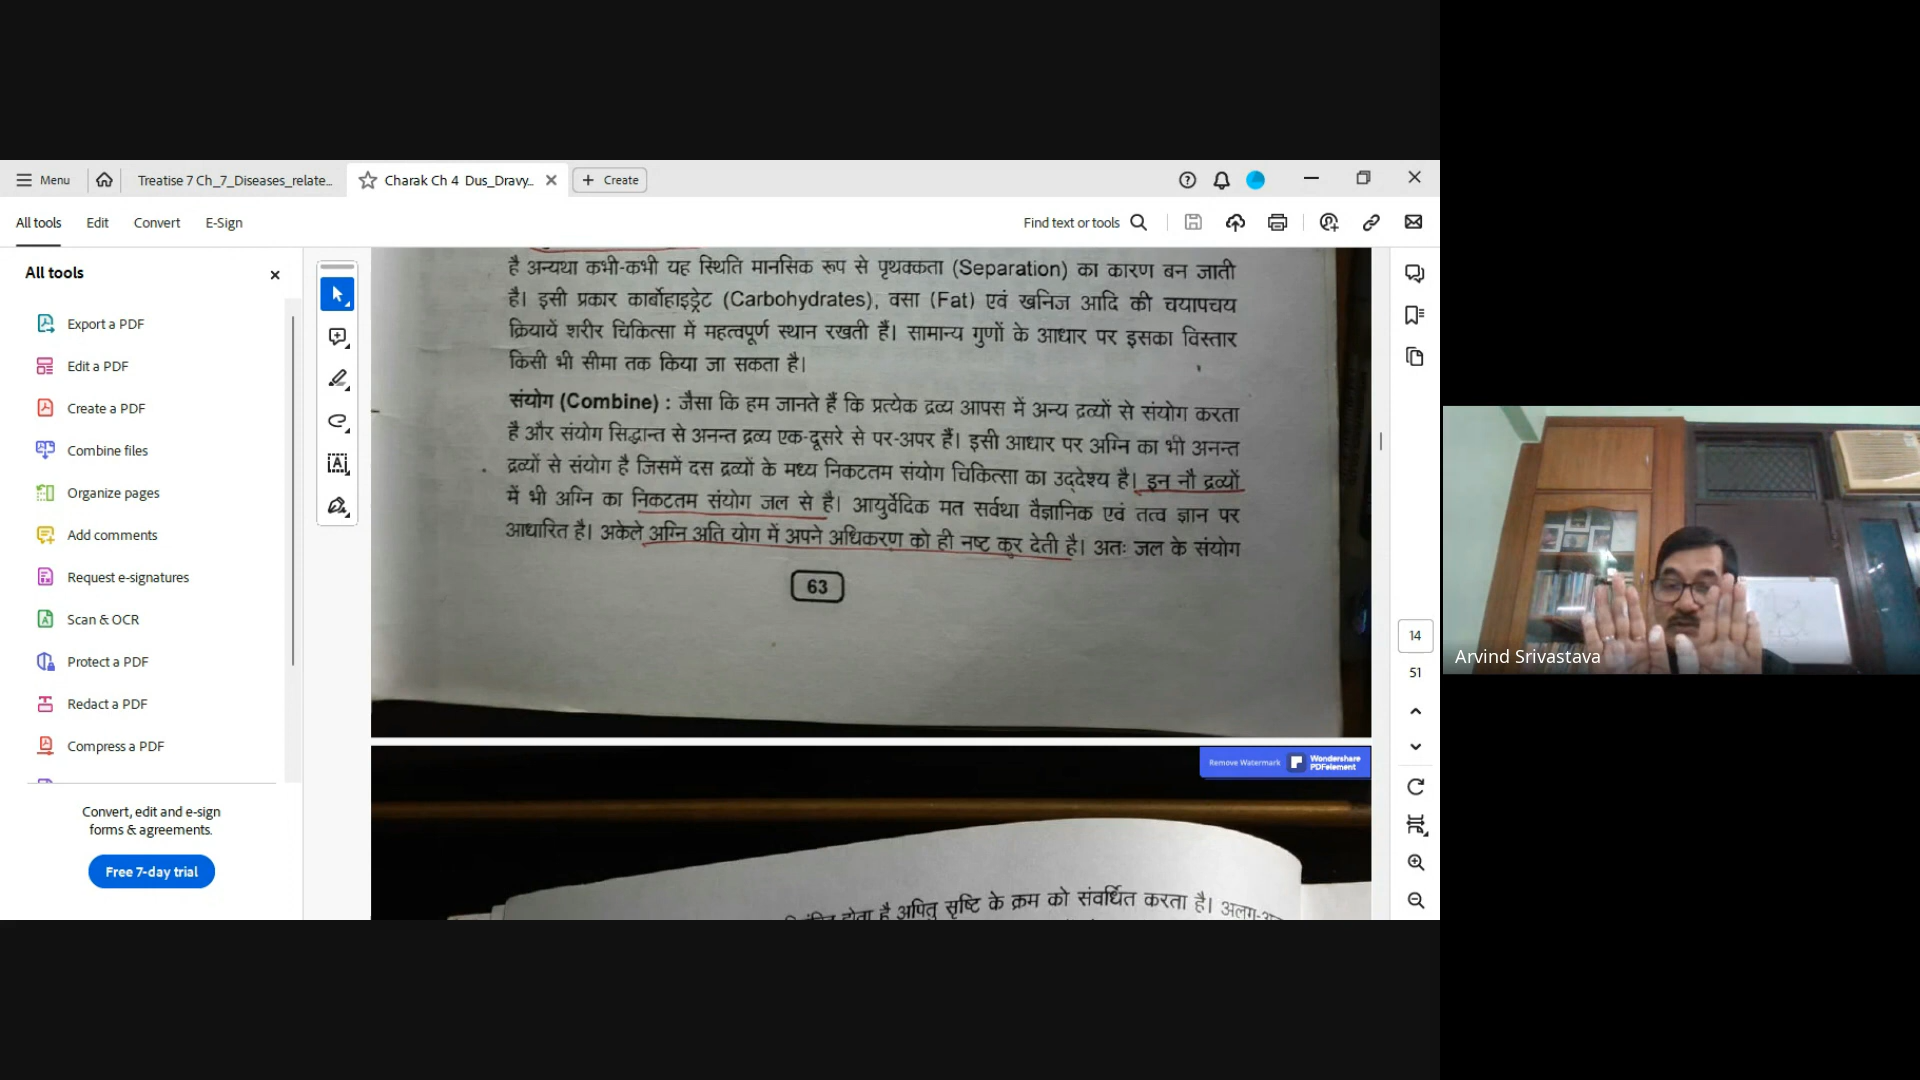 Menu
Treatise 7 Ch_7_Diseases_relate...
Charak Ch 4 Dus_Dravy...
Create
All tools
Edit
Convert
E-Sign
Find text or tools
All tools
Export a PDF
Edit a PDF
Create a PDF
Combine files
Organize pages
Add comments
Request e-signatures
Scan & OCR
Protect a PDF
Redact a PDF
Compress a PDF
Convert, edit and e-sign
forms & agreements.
Free 7-day trial
है अन्यथा कभी-कभी यह स्थिति मानसिक रूप से पृथक्कता (Separation) का कारण बन जाती
है। इसी प्रकार कार्बोहाइड्रेट (Carbohydrates), वसा (Fat) एवं खनिज आदि की चयापचय
क्रियायें शरीर चिकित्सा में महत्वपूर्ण स्थान रखती हैं। सामान्य गुणों के आधार पर इसका विस्तार
किसी भी सीमा तक किया जा सकता है।
संयोग (Combine) : जैसा कि हम जानते हैं कि प्रत्येक द्रव्य आपस में अन्य द्रव्यों से संयोग करता
है और संयोग सिद्धान्त से अनन्त द्रव्य एक-दूसरे से पर-अपर हैं। इसी आधार पर अग्नि का भी अनन्त
द्रव्यों से संयोग है जिसमें दस द्रव्यों के मध्य निकटतम संयोग चिकित्सा का उद्देश्य है। इन नौ द्रव्यों
में भी अग्नि का निकटतम संयोग जल से है। आयुर्वेदिक मत सर्वथा वैज्ञानिक एवं तत्व ज्ञान पर
आधारित है। अकेले अग्नि अति योग में अपने अधिकरण को ही नष्ट कर देती है। अतः जल के संयोग
63
Remove Watermark
Wondershare
PDFelement
होता है अपितु सृष्टि के क्रम को संवर्धित करता है।
14
51
Arvind Srivastava